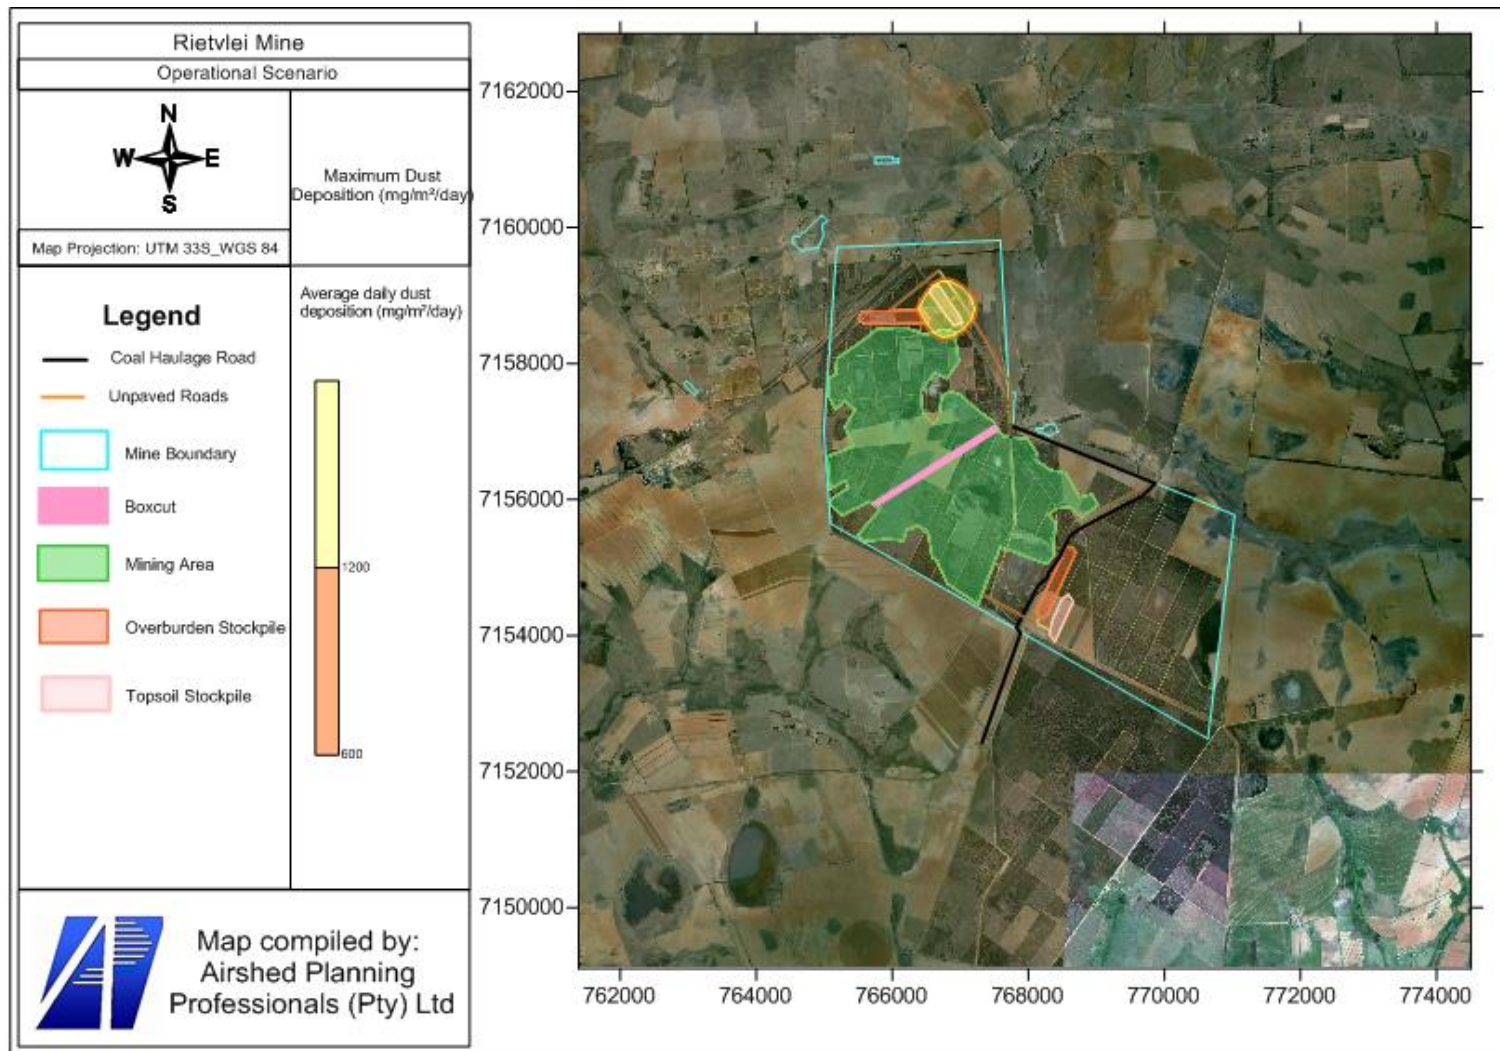 Rietvlei Mine
Operational Scenario
N
W E
S
Maximum Dust
Deposition (mg/m²/day)
Map Projection: UTM 33S_WGS 84
Legend
Coal Haulage Road
Unpaved Roads
Mine Boundary
Boxcut
Mining Area
Overburden Stockpile
Topsoil Stockpile
Average daily dust
deposition (mg/m²/day)
1200
600
Map compiled by:
Airshed Planning
Professionals (Pty) Ltd
7162000
7160000
7158000
7156000
7154000
7152000
7150000
762000 764000 766000 768000 770000 772000 774000